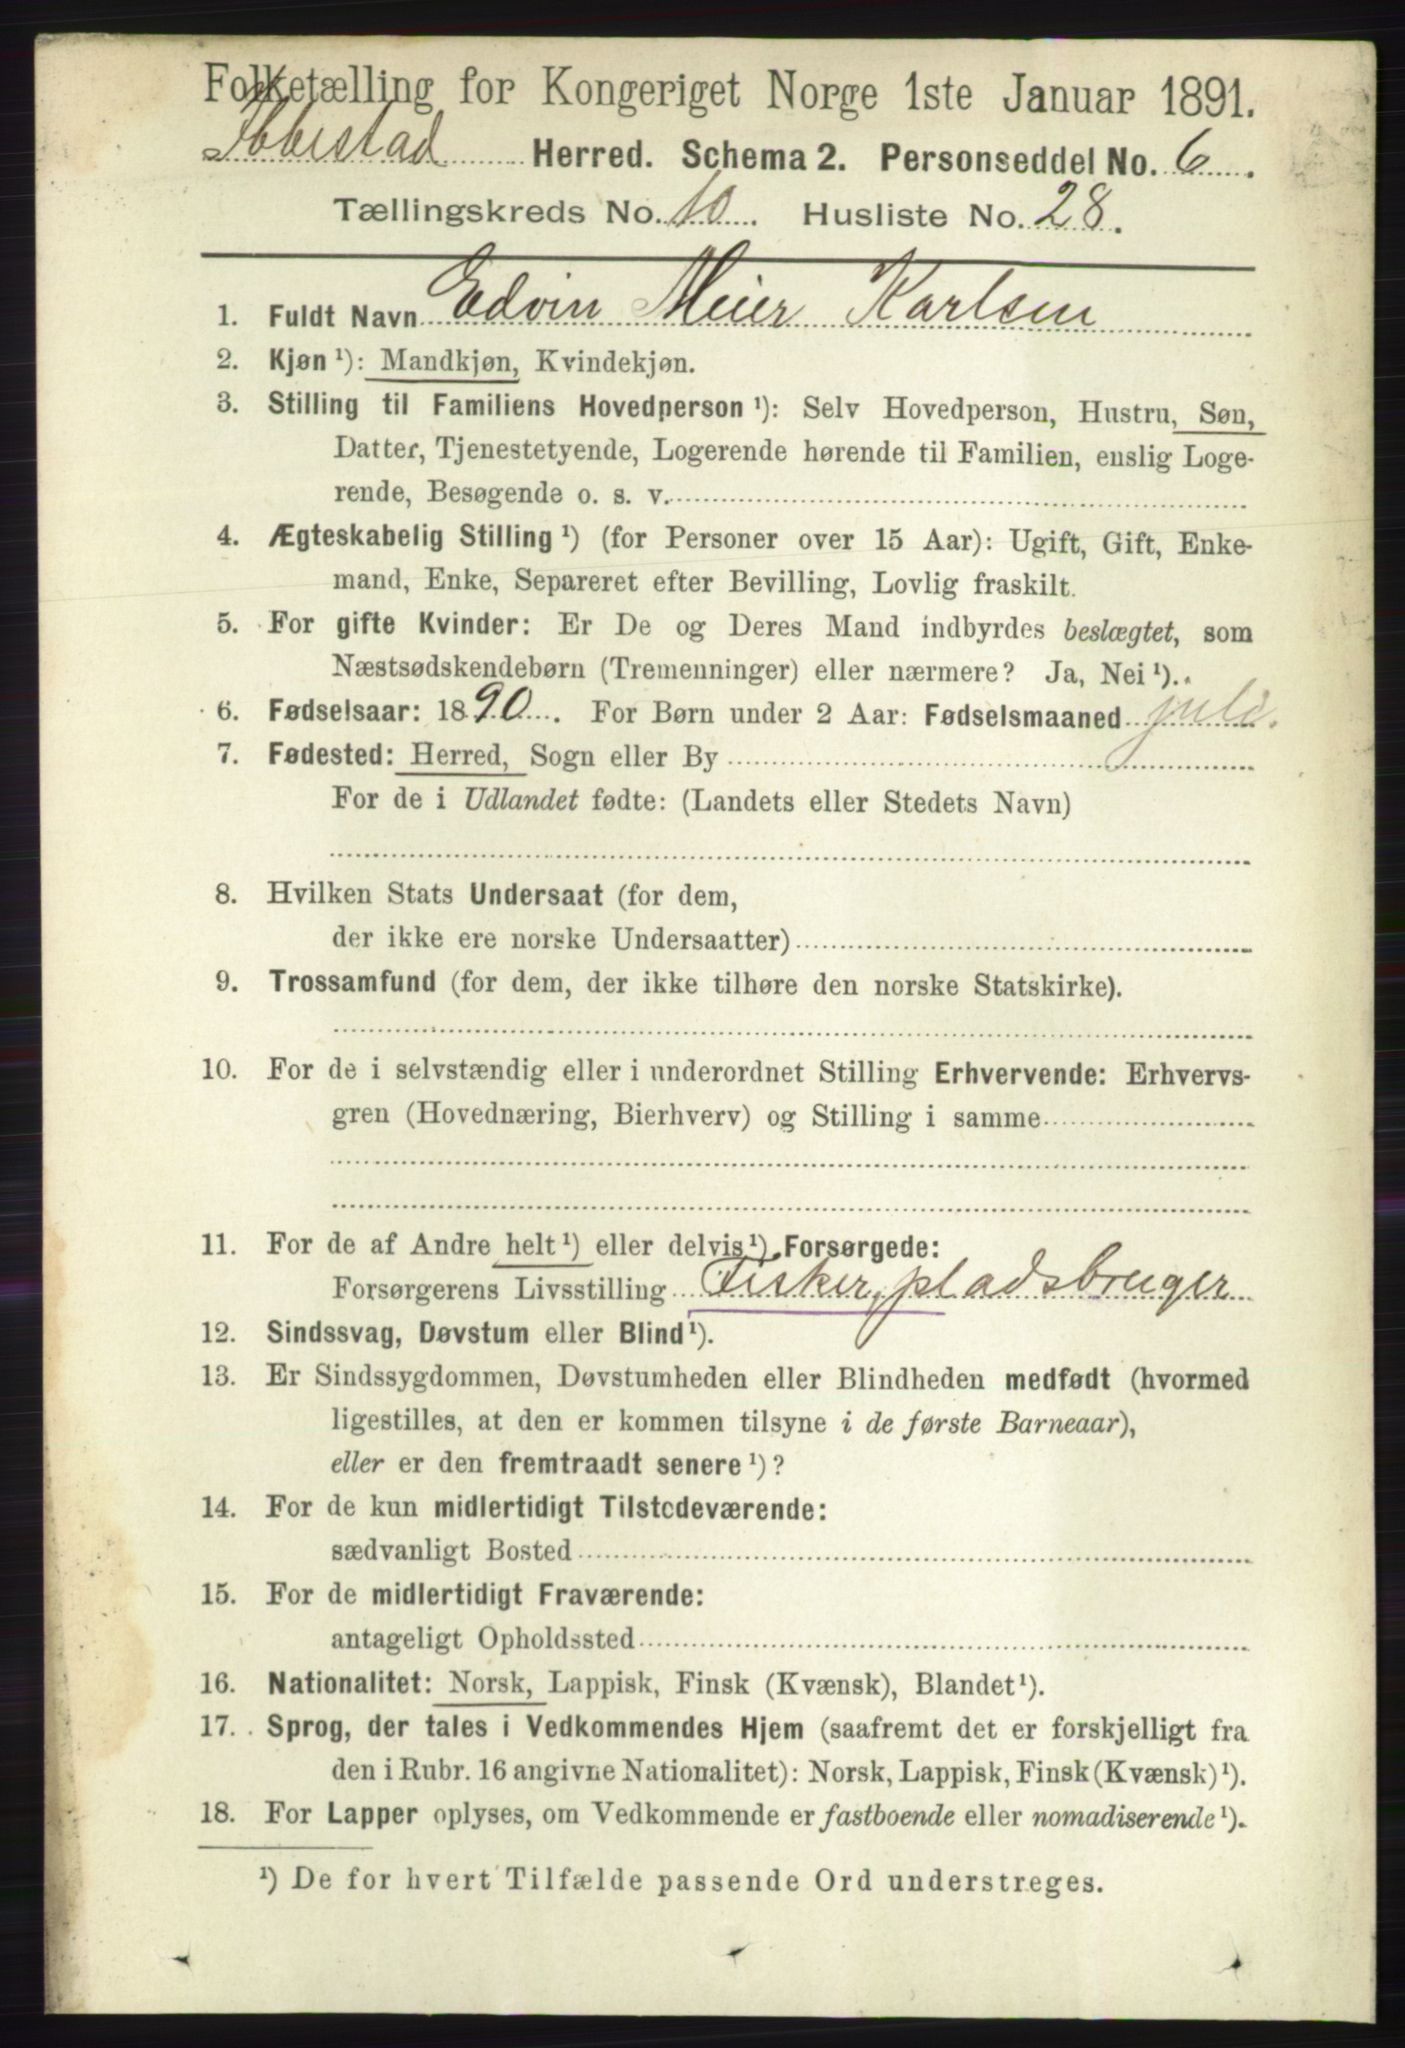 Folketælling for Kongeriget Norge 1ste Januar 1891.
Ibbestad Herred. Schema 2. Personseddel No. 6.
Tællingskreds No. 10. Husliste No. 28.
1. Fuldt Navn Edvin Meier Karlsen
2. Kjøn ¹): Mandkjøn, Kvindekjøn.
3. Stilling til Familiens Hovedperson ¹): Selv Hovedperson, Hustru, Søn,
Datter, Tjenestetyende, Logerende hørende til Familien, enslig Loge-
rende, Besøgende o. s. v.
4. Ægteskabelig Stilling ¹) (for Personer over 15 Aar): Ugift, Gift, Enke-
mand, Enke, Separeret efter Bevilling, Lovlig fraskilt.
5. For gifte Kvinder: Er De og Deres Mand indbyrdes beslægtet, som
Næstsødskendebørn (Tremenninger) eller nærmere? Ja, Nei ¹).
6. Fødselsaar: 1890. For Børn under 2 Aar: Fødselsmaaned juli.
7. Fødested: Herred, Sogn eller By
For de i Udlandet fødte: (Landets eller Stedets Navn)
8. Hvilken Stats Undersaat (for dem,
der ikke ere norske Undersaatter)
9. Trossamfund (for dem, der ikke tilhøre den norske Statskirke).
10. For de i selvstændig eller i underordnet Stilling Erhvervende: Erhvervs-
gren (Hovednæring, Bierhverv) og Stilling i samme
11. For de af Andre helt ¹) eller delvis ¹) Forsørgede:
Forsørgerens Livsstilling Fisker, pladsbruger
12. Sindssvag, Døvstum eller Blind ¹).
13. Er Sindssygdommen, Døvstumheden eller Blindheden medfødt (hvormed
ligestilles, at den er kommen tilsyne i de første Barneaar),
eller er den fremtraadt senere ¹)?
14. For de kun midlertidigt Tilstedeværende:
sædvanligt Bosted
15. For de midlertidigt Fraværende:
antageligt Opholdssted
16. Nationalitet: Norsk, Lappisk, Finsk (Kvænsk), Blandet ¹).
17. Sprog, der tales i Vedkommendes Hjem (saafremt det er forskjelligt fra
den i Rubr. 16 angivne Nationalitet): Norsk, Lappisk, Finsk (Kvænsk) ¹).
18. For Lapper oplyses, om Vedkommende er fastboende eller nomadiserende ¹).
¹) De for hvert Tilfælde passende Ord understreges.